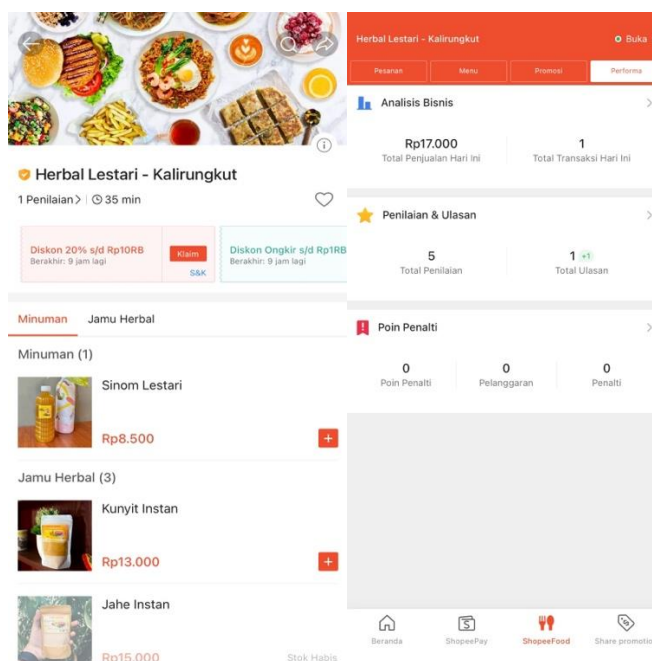 Herbal Lestari - Kalirungkut
1 Penilaian > 35 min
Diskon 20% s/d Rp10RB
Berakhir: 9 jam lagi
Klaim
S&K
Diskon Ongkir s/d Rp1RB
Berakhir: 9 jam lagi
Minuman Jamu Herbal
Minuman (1)
Sinom Lestari
Rp8.500
Jamu Herbal (3)
Kunyit Instan
Rp13.000
Jahe Instan
Rp15.000 Stok Habis
Herbal Lestari - Kalirungkut Buka
Pesanan Menu Promosi Performa
Analisis Bisnis
Rp17.000 1
Total Penjualan Hari Ini Total Transaksi Hari Ini
Penilaian & Ulasan
5 1 +1
Total Penilaian Total Ulasan
Poin Penalti
0 0 0
Poin Penalti Pelanggaran Penalti
Beranda ShopeePay ShopeeFood Share promotio